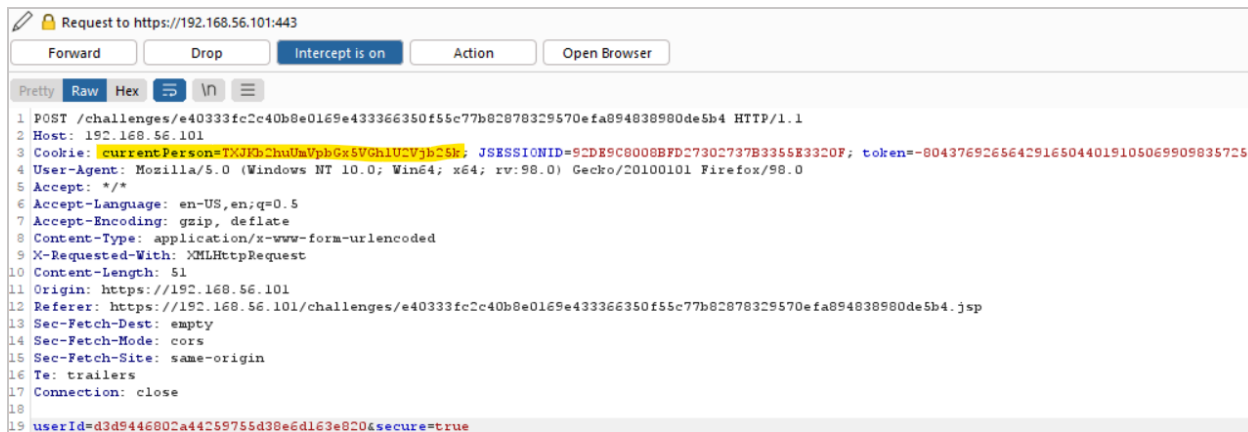 Request to https://192.168.56.101:443
Forward Drop Intercept is on Action Open Browser
Pretty Raw Hex \n
1 POST /challenges/e40333fc2c40b8e0169e433366350f55c77b82878329570efa894838980de5b4 HTTP/1.1
2 Host: 192.168.56.101
3 Cookie: currentPerson=TXJKb2huUmVpbGx5VGhlU2Vjb25k; JSESSIONID=92DE9C8008BFD27302737B3355E3320F; token=-80437692656429165044019105069909835725
4 User-Agent: Mozilla/5.0 (Windows NT 10.0; Win64; x64; rv:98.0) Gecko/20100101 Firefox/98.0
5 Accept: */*
6 Accept-Language: en-US,en;q=0.5
7 Accept-Encoding: gzip, deflate
8 Content-Type: application/x-www-form-urlencoded
9 X-Requested-With: XMLHttpRequest
10 Content-Length: 51
11 Origin: https://192.168.56.101
12 Referer: https://192.168.56.101/challenges/e40333fc2c40b8e0169e433366350f55c77b82878329570efa894838980de5b4.jsp
13 Sec-Fetch-Dest: empty
14 Sec-Fetch-Mode: cors
15 Sec-Fetch-Site: same-origin
16 Te: trailers
17 Connection: close
18
19 userId=d3d9446802a44259755d38e6d163e820&secure=true